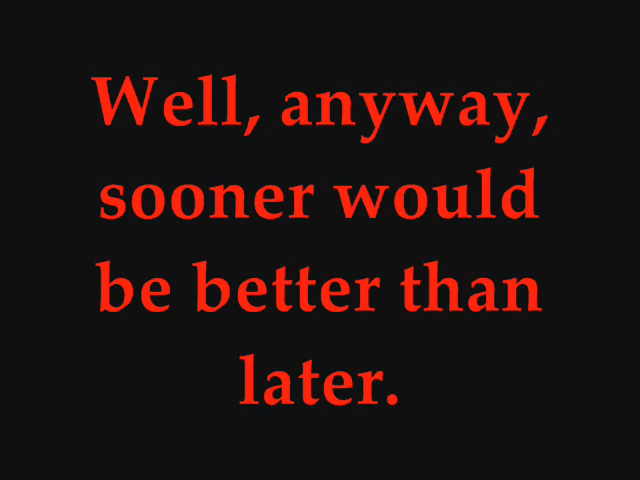 Well, anyway,
sooner would
be better than
later.